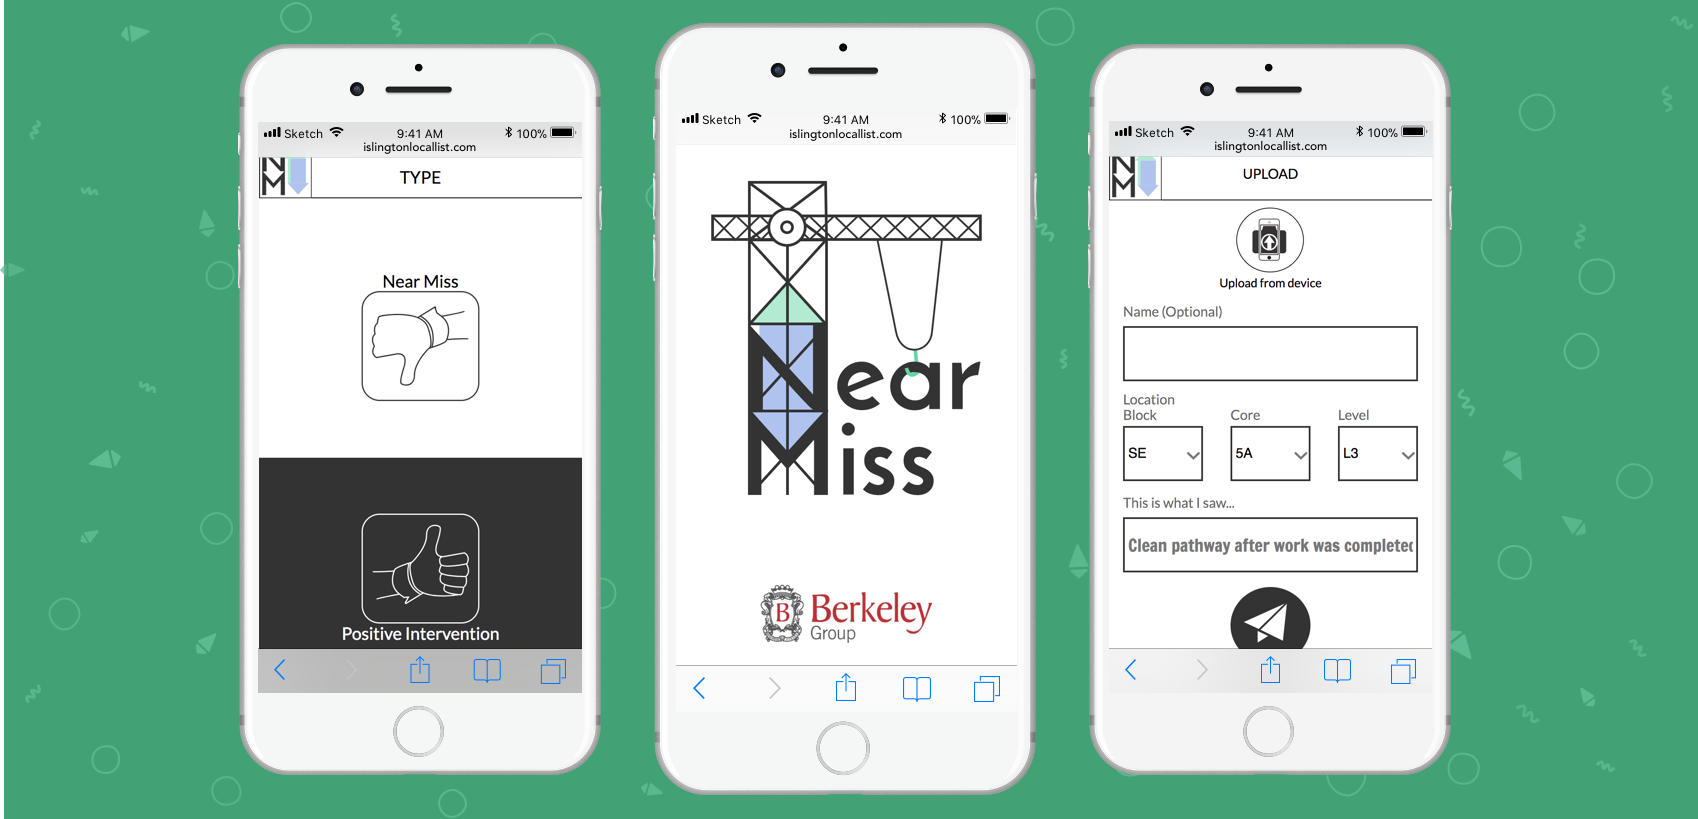 Sketch 9:41 AM 100%
islingtonlocallist.com
NM TYPE
Near Miss
Positive Intervention
Sketch 9:41 AM 100%
islingtonlocallist.com
Near
Miss
B Berkeley
Group
Sketch 9:41 AM 100%
islingtonlocallist.com
NM UPLOAD
Upload from device
Name (Optional)
Location
Block Core Level
SE 5A L3
This is what I saw...
Clean pathway after work was completed